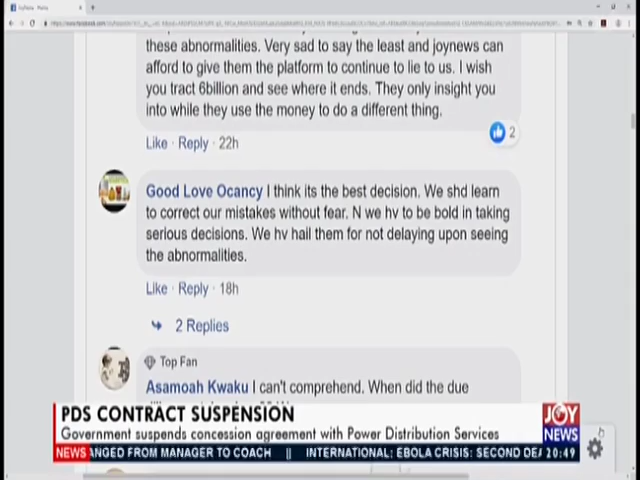 these abnormalities. Very sad to say the least and joynews can
afford to give them the platform to continue to lie to us. I wish
you tract 6billion and see where it ends. They only insight you
into while they use the money to do a different thing.
Like · Reply · 22h
2
Good Love Ocancy I think its the best decision. We shd learn
to correct our mistakes without fear. N we hv to be bold in taking
serious decisions. We hv hail them for not delaying upon seeing
the abnormalities.
Like · Reply · 18h
2 Replies
Top Fan
Asamoah Kwaku I can't comprehend. When did the due
PDS CONTRACT SUSPENSION
Government suspends concession agreement with Power Distribution Services
JOY
NEWS
NEWS ANGED FROM MANAGER TO COACH || INTERNATIONAL: EBOLA CRISIS: SECOND DEA 20:49